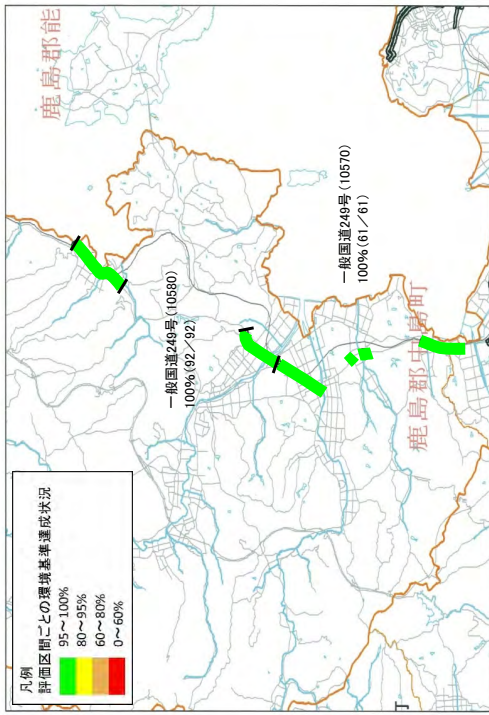 凡例
評価区間ごとの環境基準達成状況
95～100%
80～95%
60～80%
0～60%
鹿島郡能
一般国道249号(10580)
100%(92／92)
一般国道249号(10570)
100%(61／61)
鹿島郡中島町